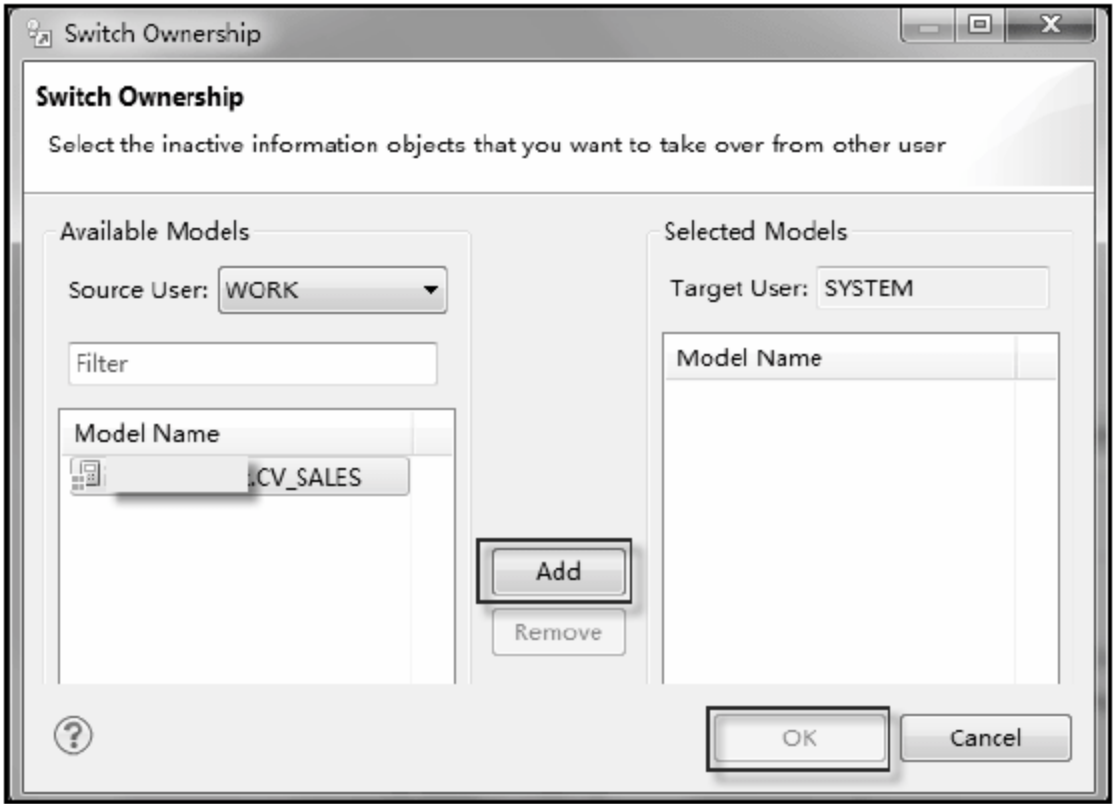 Switch Ownership
Switch Ownership
Select the inactive information objects that you want to take over from other user
Available Models
Source User: WORK
Filter
Model Name
.CV_SALES
Selected Models
Target User: SYSTEM
Model Name
Add
Remove
OK
Cancel